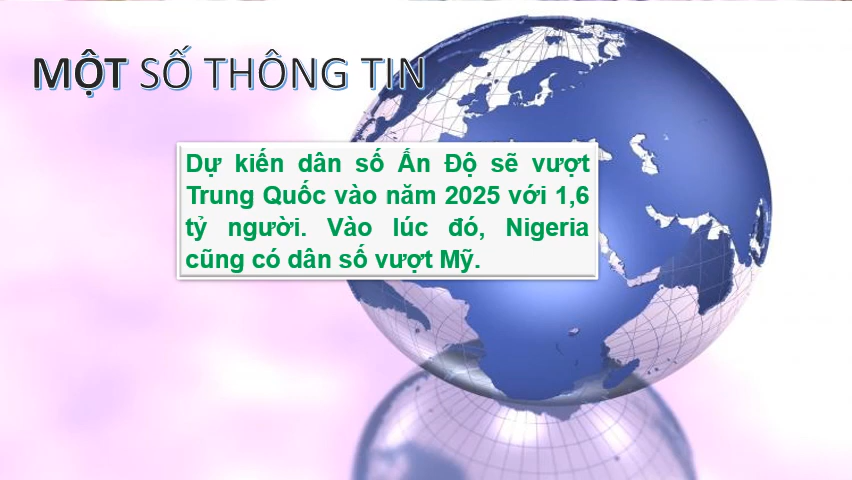 MỘT SỐ THÔNG TIN
Dự kiến dân số Ấn Độ sẽ vượt
Trung Quốc vào năm 2025 với 1,6
tỷ người. Vào lúc đó, Nigeria
cũng có dân số vượt Mỹ.